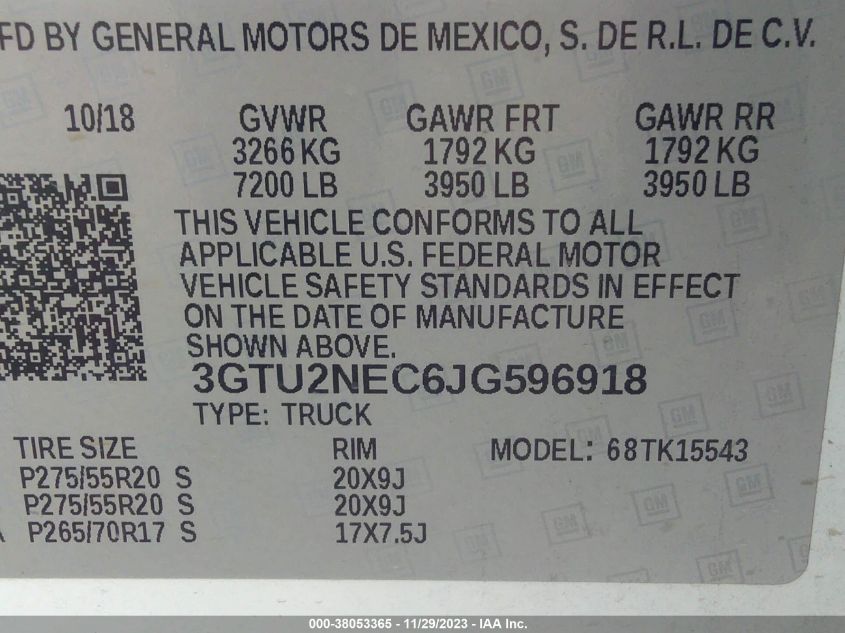 FD BY GENERAL MOTORS DE MEXICO, S. DE R.L. DE C.V.
10/18 GVWR GAWR FRT GAWR RR
3266 KG 1792 KG 1792 KG
7200 LB 3950 LB 3950 LB
THIS VEHICLE CONFORMS TO ALL
APPLICABLE U.S. FEDERAL MOTOR
VEHICLE SAFETY STANDARDS IN EFFECT
ON THE DATE OF MANUFACTURE
SHOWN ABOVE.
3GTU2NEC6JG596918
TYPE: TRUCK
TIRE SIZE RIM MODEL: 68TK15543
P275/55R20 S 20X9J
P275/55R20 S 20X9J
P265/70R17 S 17X7.5J
000-38053365 - 11/29/2023 - IAA Inc.